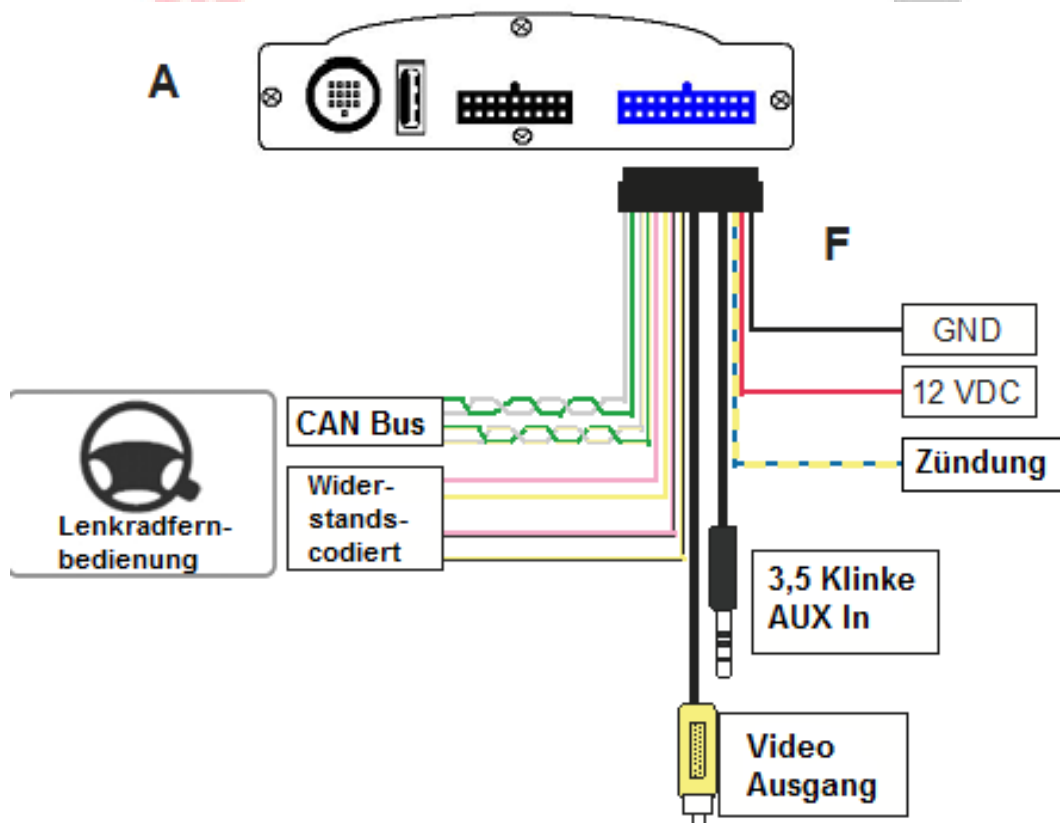 A
F
GND
12 VDC
Zündung
CAN Bus
Wider-
stands-
codiert
Lenkradfern-
bedienung
3,5 Klinke
AUX In
Video
Ausgang